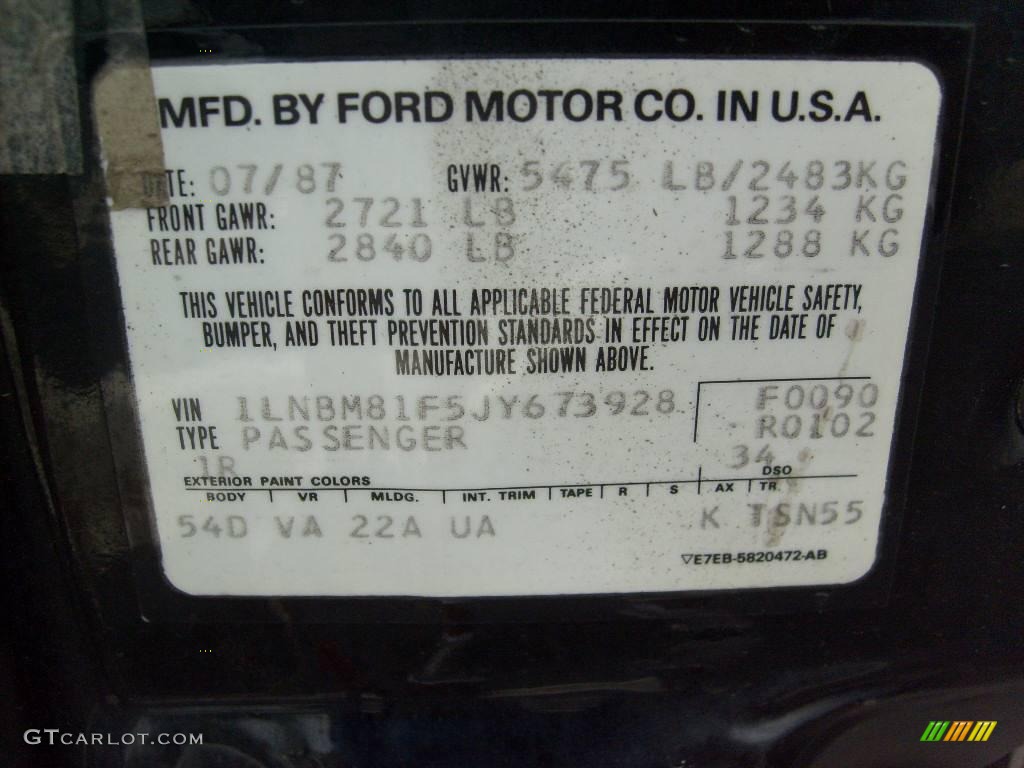 MFD. BY FORD MOTOR CO. IN U.S.A.
DATE: 07/87 GVWR: 5475 LB/2483KG
FRONT GAWR: 2721 LB 1234 KG
REAR GAWR: 2840 LB 1288 KG
THIS VEHICLE CONFORMS TO ALL APPLICABLE FEDERAL MOTOR VEHICLE SAFETY,
BUMPER, AND THEFT PREVENTION STANDARDS IN EFFECT ON THE DATE OF
MANUFACTURE SHOWN ABOVE.
VIN 1LNBM81F5JY673928 F0090
TYPE PASSENGER R0102
1R 34
EXTERIOR PAINT COLORS DSO
BODY VR MLDG. INT. TRIM TAPE R S AX TR.
54D VA 22A UA K TSN55
▽E7EB-5820472-AB
GTCARLOT.COM